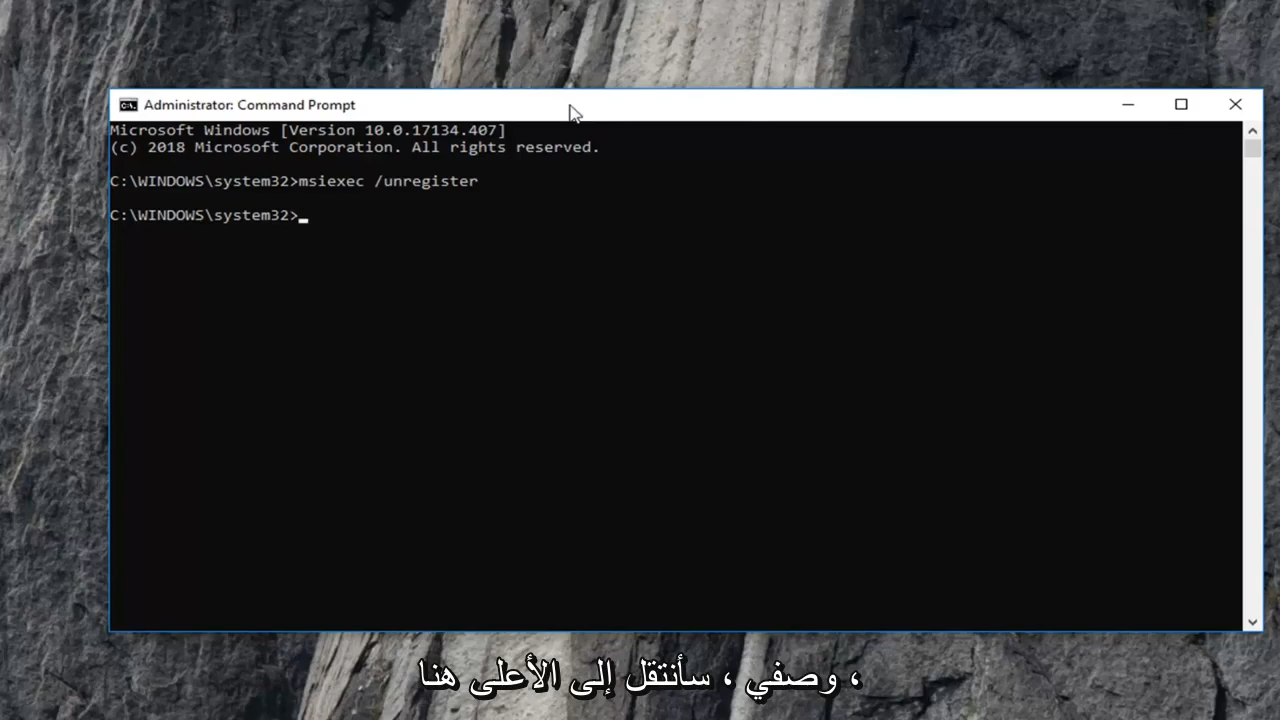 Administrator: Command Prompt
Microsoft Windows [Version 10.0.17134.407]
(c) 2018 Microsoft Corporation. All rights reserved.
C:\WINDOWS\system32>msiexec /unregister
C:\WINDOWS\system32>
، وصفي ، سأنتقل إلى الأعلى هنا